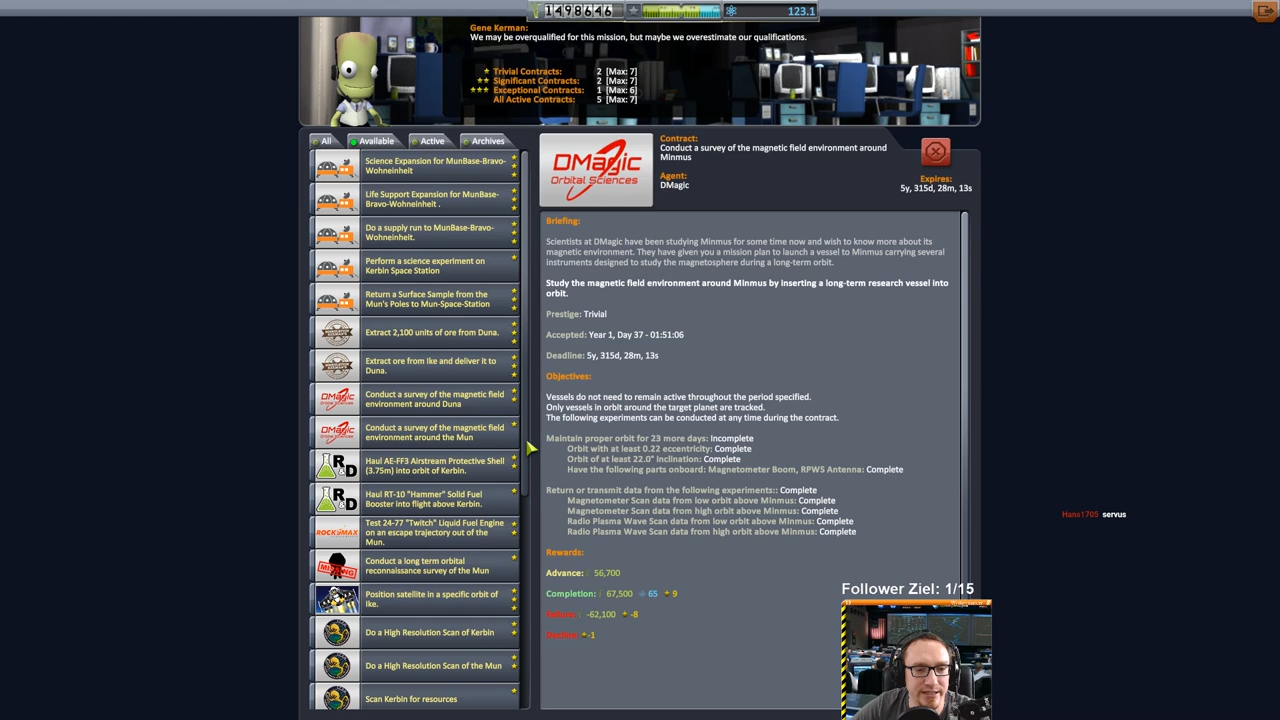 1498646
123.1
Gene Kerman:
We may be overqualified for this mission, but maybe we overestimate our qualifications.
Trivial Contracts: 2 [Max: 7]
Significant Contracts: 2 [Max: 7]
Exceptional Contracts: 1 [Max: 6]
All Active Contracts: 5 [Max: 7]
All
Available
Active
Archives
Science Expansion for MunBase-
Bravo-Wohneinheit
Life Support Expansion for MunBase-
Bravo-Wohneinheit .
Do a supply run to MunBase-Bravo-
Wohneinheit.
Perform a science experiment on
Kerbin Space Station
Return a Surface Sample from the
Mun's Poles to Mun-Space-Station
Extract 2,100 units of ore from Duna.
Extract ore from Ike and deliver it to
Duna.
Conduct a survey of the magnetic field
environment around Duna
Conduct a survey of the magnetic field
environment around the Mun
R&D
Haul AE-FF3 Airstream Protective Shell
(3.75m) into orbit of Kerbin.
R&D
Haul RT-10 "Hammer" Solid Fuel
Booster into flight above Kerbin.
ROCKOMAX
Test 24-77 "Twitch" Liquid Fuel Engine
on an escape trajectory out of the
Mun.
MISSING
Conduct a long term orbital
reconnaissance survey of the Mun
Position satellite in a specific orbit of
Ike.
Do a High Resolution Scan of Kerbin
Do a High Resolution Scan of the Mun
Scan Kerbin for resources
DMagic
Orbital Sciences
Contract:
Conduct a survey of the magnetic field environment around
Minmus
Agent:
DMagic
Expires:
5y, 315d, 28m, 13s
Briefing:
Scientists at DMagic have been studying Minmus for some time now and wish to know more about its
magnetic environment. They have given you a mission plan to launch a vessel to Minmus carrying several
instruments designed to study the magnetosphere during a long-term orbit.
Study the magnetic field environment around Minmus by inserting a long-term research vessel into
orbit.
Prestige: Trivial
Accepted: Year 1, Day 37 - 01:51:06
Deadline: 5y, 315d, 28m, 13s
Objectives:
Vessels do not need to remain active throughout the period specified.
Only vessels in orbit around the target planet are tracked.
The following experiments can be conducted at any time during the contract.
Maintain proper orbit for 23 more days: Incomplete
Orbit with at least 0.22 eccentricity: Complete
Orbit of at least 22.0° inclination: Complete
Have the following parts onboard: Magnetometer Boom, RPWS Antenna: Complete
Return or transmit data from the following experiments:: Complete
Magnetometer Scan data from low orbit above Minmus: Complete
Magnetometer Scan data from high orbit above Minmus: Complete
Radio Plasma Wave Scan data from low orbit above Minmus: Complete
Radio Plasma Wave Scan data from high orbit above Minmus: Complete
Rewards:
Advance: 56,700
Completion: 67,500 65 9
Failure: -62,100 -8
Decline: -1
Hans1705 servus
Follower Ziel: 1/15